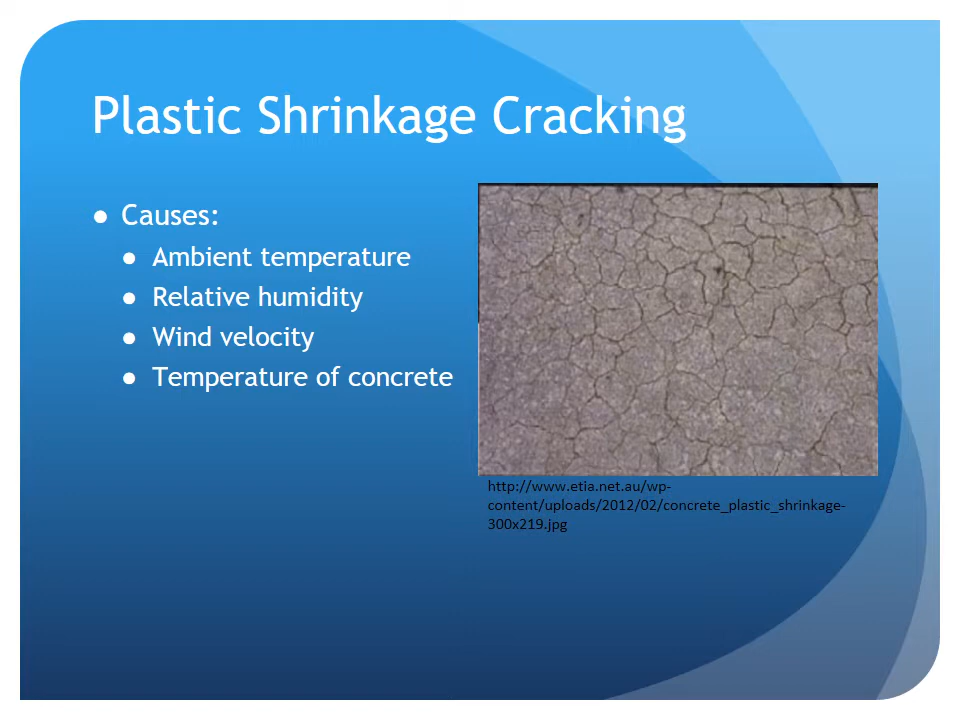 Plastic Shrinkage Cracking
● Causes:
● Ambient temperature
● Relative humidity
● Wind velocity
● Temperature of concrete
http://www.etia.net.au/wp-
content/uploads/2012/02/concrete_plastic_shrinkage-
300x219.jpg